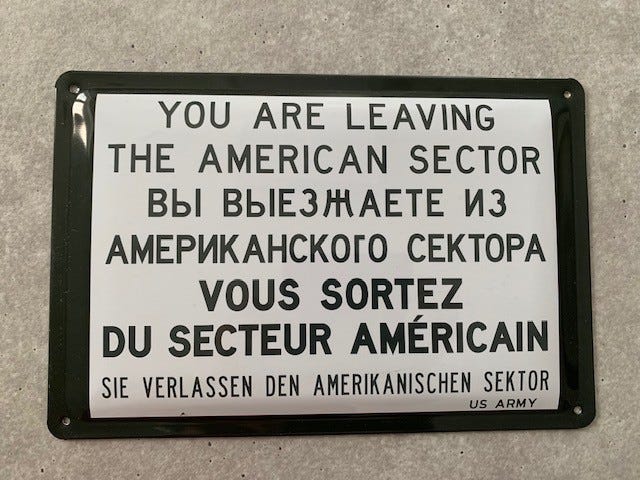 YOU ARE LEAVING
THE AMERICAN SECTOR
ВЫ ВЫЕЗЖАЕТЕ ИЗ
АМЕРИКАНСКОГО СЕКТОРА
VOUS SORTEZ
DU SECTEUR AMÉRICAIN
SIE VERLASSEN DEN AMERIKANISCHEN SEKTOR
US ARMY